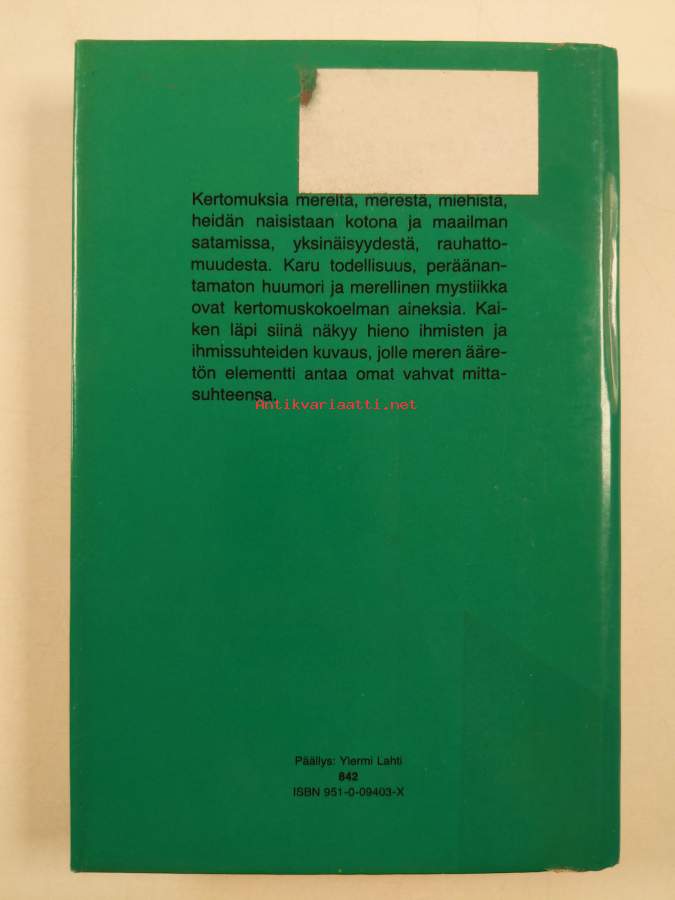 Kertomuksia mereltä, merestä, miehistä,
heidän naisistaan kotona ja maailman
satamissa, yksinäisyydestä, rauhatto-
muudesta. Karu todellisuus, peräänan-
tamaton huumori ja merellinen mystiikka
ovat kertomuskokoelman aineksia. Kai-
ken läpi siinä näkyy hieno ihmisten ja
ihmissuhteiden kuvaus, jolle meren ääre-
tön elementti antaa omat vahvat mitta-
suhteensa.
Antikvariaatti.net
Päällys: Ylermi Lahti
842
ISBN 951-0-09403-X